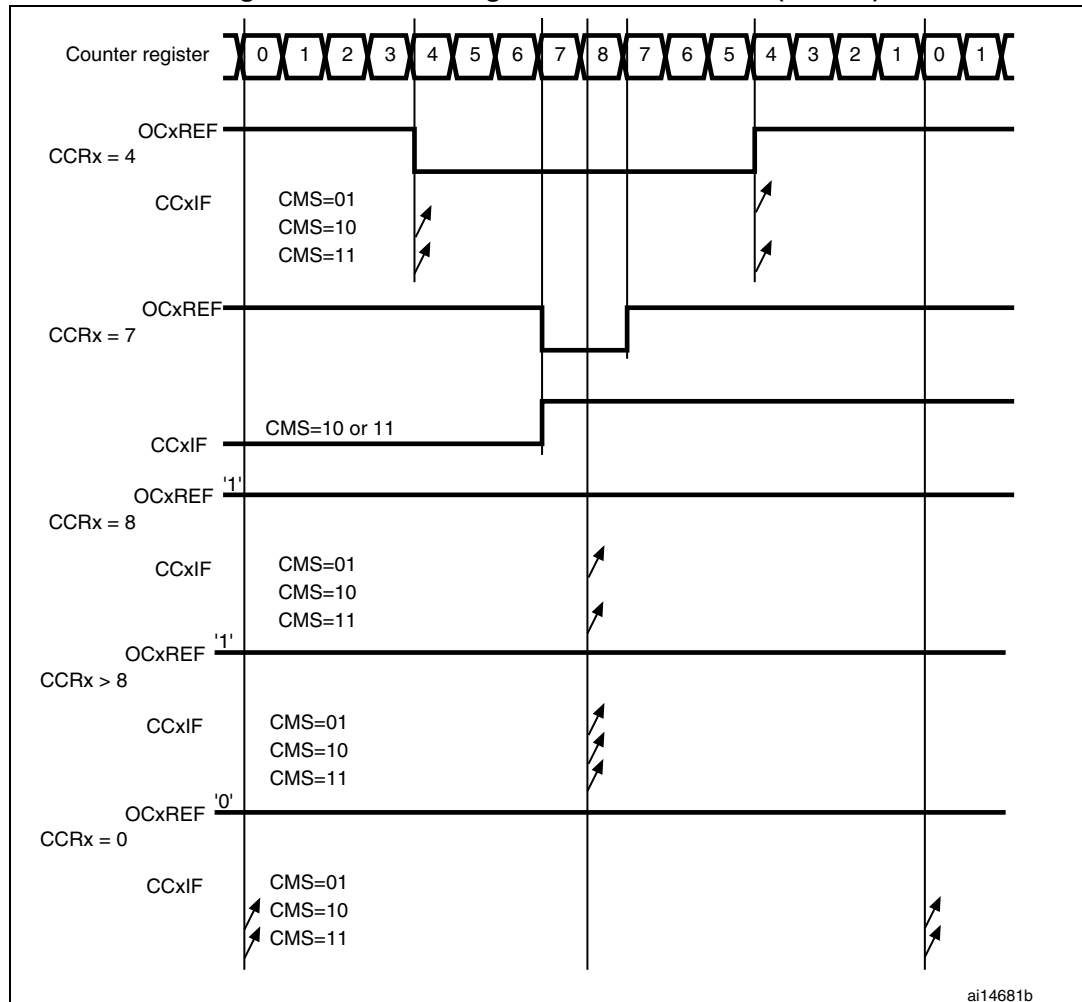 Counter register 0 1 2 3 4 5 6 7 8 7 6 5 4 3 2 1 0 1
OCxREF
CCRx = 4
CCxIF CMS=01
CMS=10
CMS=11
OCxREF
CCRx = 7
CMS=10 or 11
CCxIF
'1'
OCxREF
CCRx = 8
CCxIF CMS=01
CMS=10
CMS=11
'1'
OCxREF
CCRx > 8
CCxIF CMS=01
CMS=10
CMS=11
'0'
OCxREF
CCRx = 0
CCxIF CMS=01
CMS=10
CMS=11
ai14681b